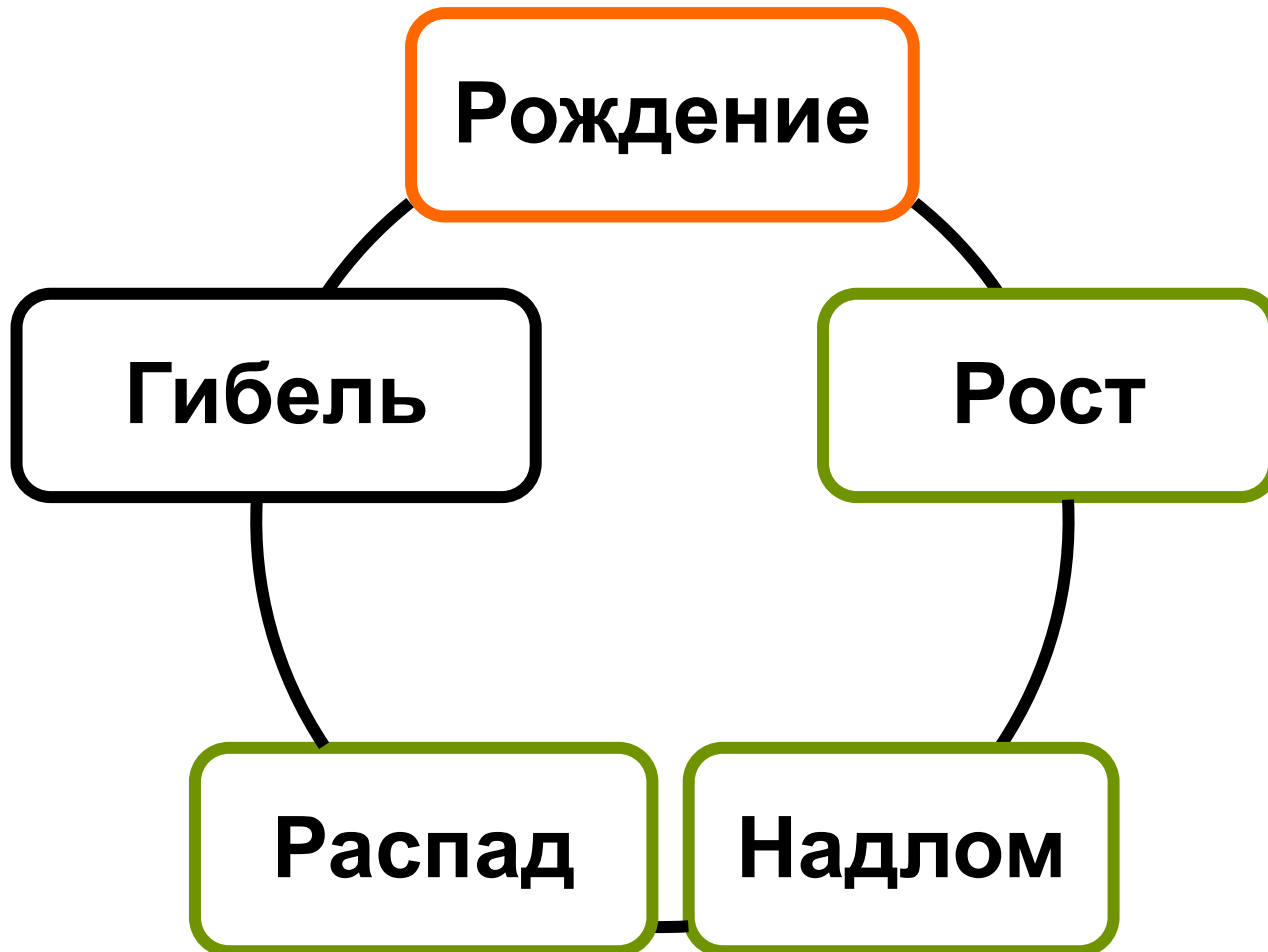 Рождение
Гибель
Рост
Распад
Надлом